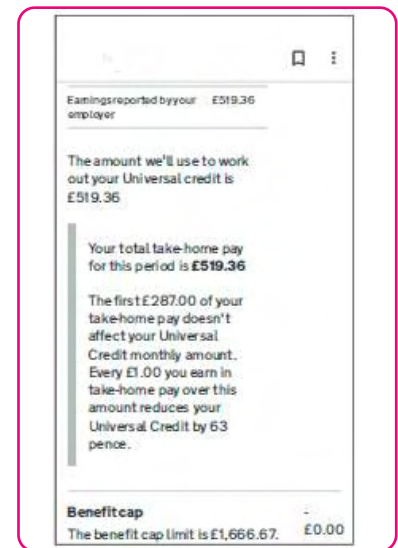 Earnings reported by your £519.36
employer
The amount we'll use to work
out your Universal credit is
£519.36
Your total take-home pay
for this period is £519.36
The first £287.00 of your
take-home pay doesn't
affect your Universal
Credit monthly amount.
Every £1.00 you earn in
take-home pay over this
amount reduces your
Universal Credit by 63
pence.
Benefit cap -
The benefit cap limit is £1,666.67. £0.00